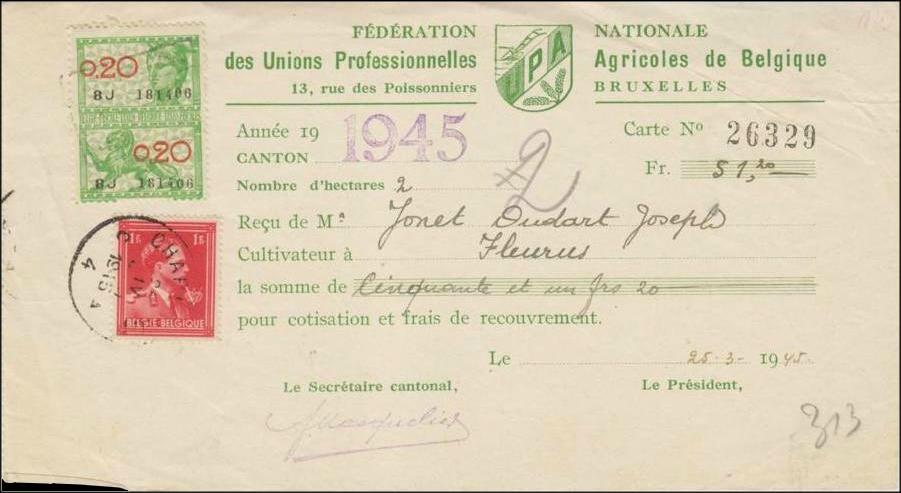 FÉDÉRATION NATIONALE
des Unions Professionnelles Agricoles de Belgique
13, rue des Poissonniers BRUXELLES
UPA
0.20
BJ 181406
0.20
BJ 181406
Année 19 1945
Carte Nº 26329
CANTON
Fr. 51,20
Nombre d'hectares 2
2
Reçu de Mª Jonet Dudart Joseph
Cultivateur à Fleurus
la somme de Cinquante et un frs 20
pour cotisation et frais de recouvrement.
1 F 1 F
BELGIE-BELGIQUE
Le 25-3- 1945.
Le Secrétaire cantonal, Le Président,
313